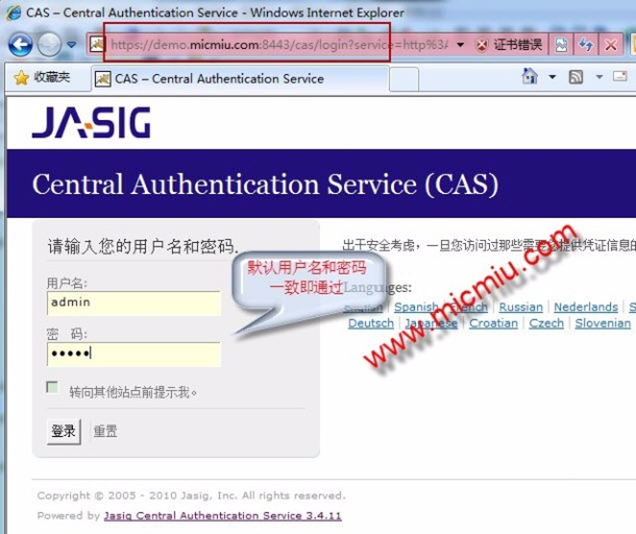 CAS – Central Authentication Service - Windows Internet Explorer
https://demo.micmiu.com:8443/cas/login?service=http%3A
证书错误
收藏夹
CAS – Central Authentication Service
JASIG
Central Authentication Service (CAS)
请输入您的用户名和密码.
出于安全考虑，一旦您访问过那些需要您提供凭证信息的
默认用户名和密码
一致即通过
用户名:
admin
Languages:
English | Spanish | French | Russian | Nederlands | S
Deutsch | Japanese | Croatian | Czech | Slovenian
密 码:
•••••
转向其他站点前提示我。
登录
重置
www.micmiu.com
Copyright © 2005 - 2010 Jasig, Inc. All rights reserved.
Powered by Jasig Central Authentication Service 3.4.11